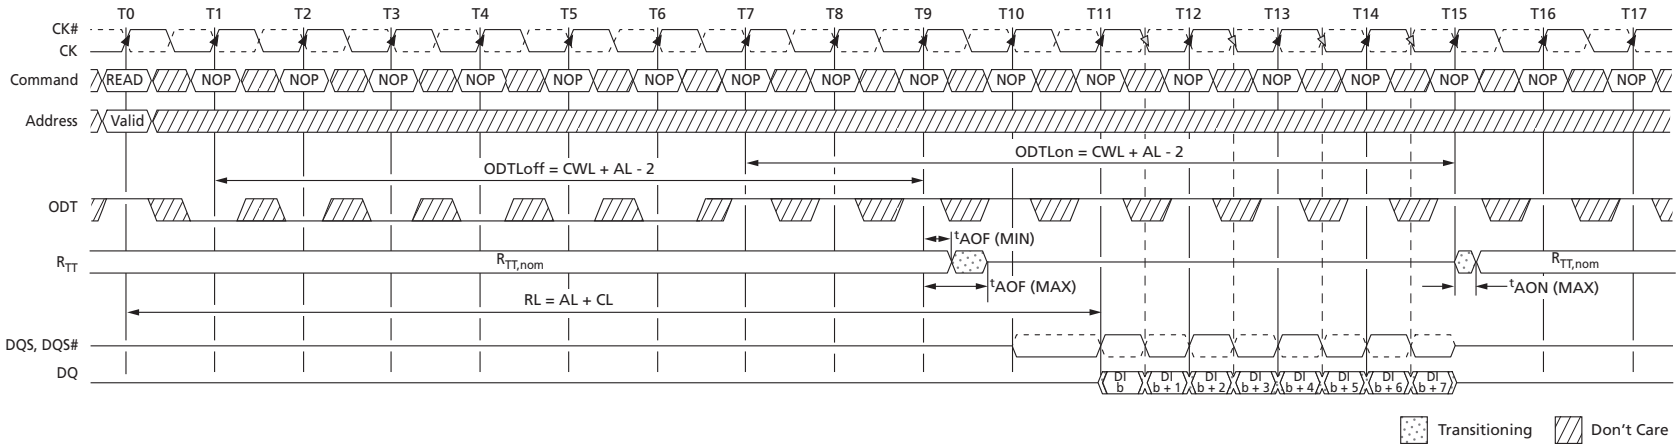 T0 T1 T2 T3 T4 T5 T6 T7 T8 T9 T10 T11 T12 T13 T14 T15 T16 T17
CK#
CK
Command READ NOP NOP NOP NOP NOP NOP NOP NOP NOP NOP NOP NOP NOP NOP NOP NOP NOP
Address Valid
ODTLon = CWL + AL - 2
ODTLoff = CWL + AL - 2
ODT
tAOF (MIN)
RTT RTT,nom RTT,nom
tAOF (MAX) tAON (MAX)
RL = AL + CL
DQS, DQS#
DQ DI b DI b + 1 DI b + 2 DI b + 3 DI b + 4 DI b + 5 DI b + 6 DI b + 7
Transitioning Don't Care